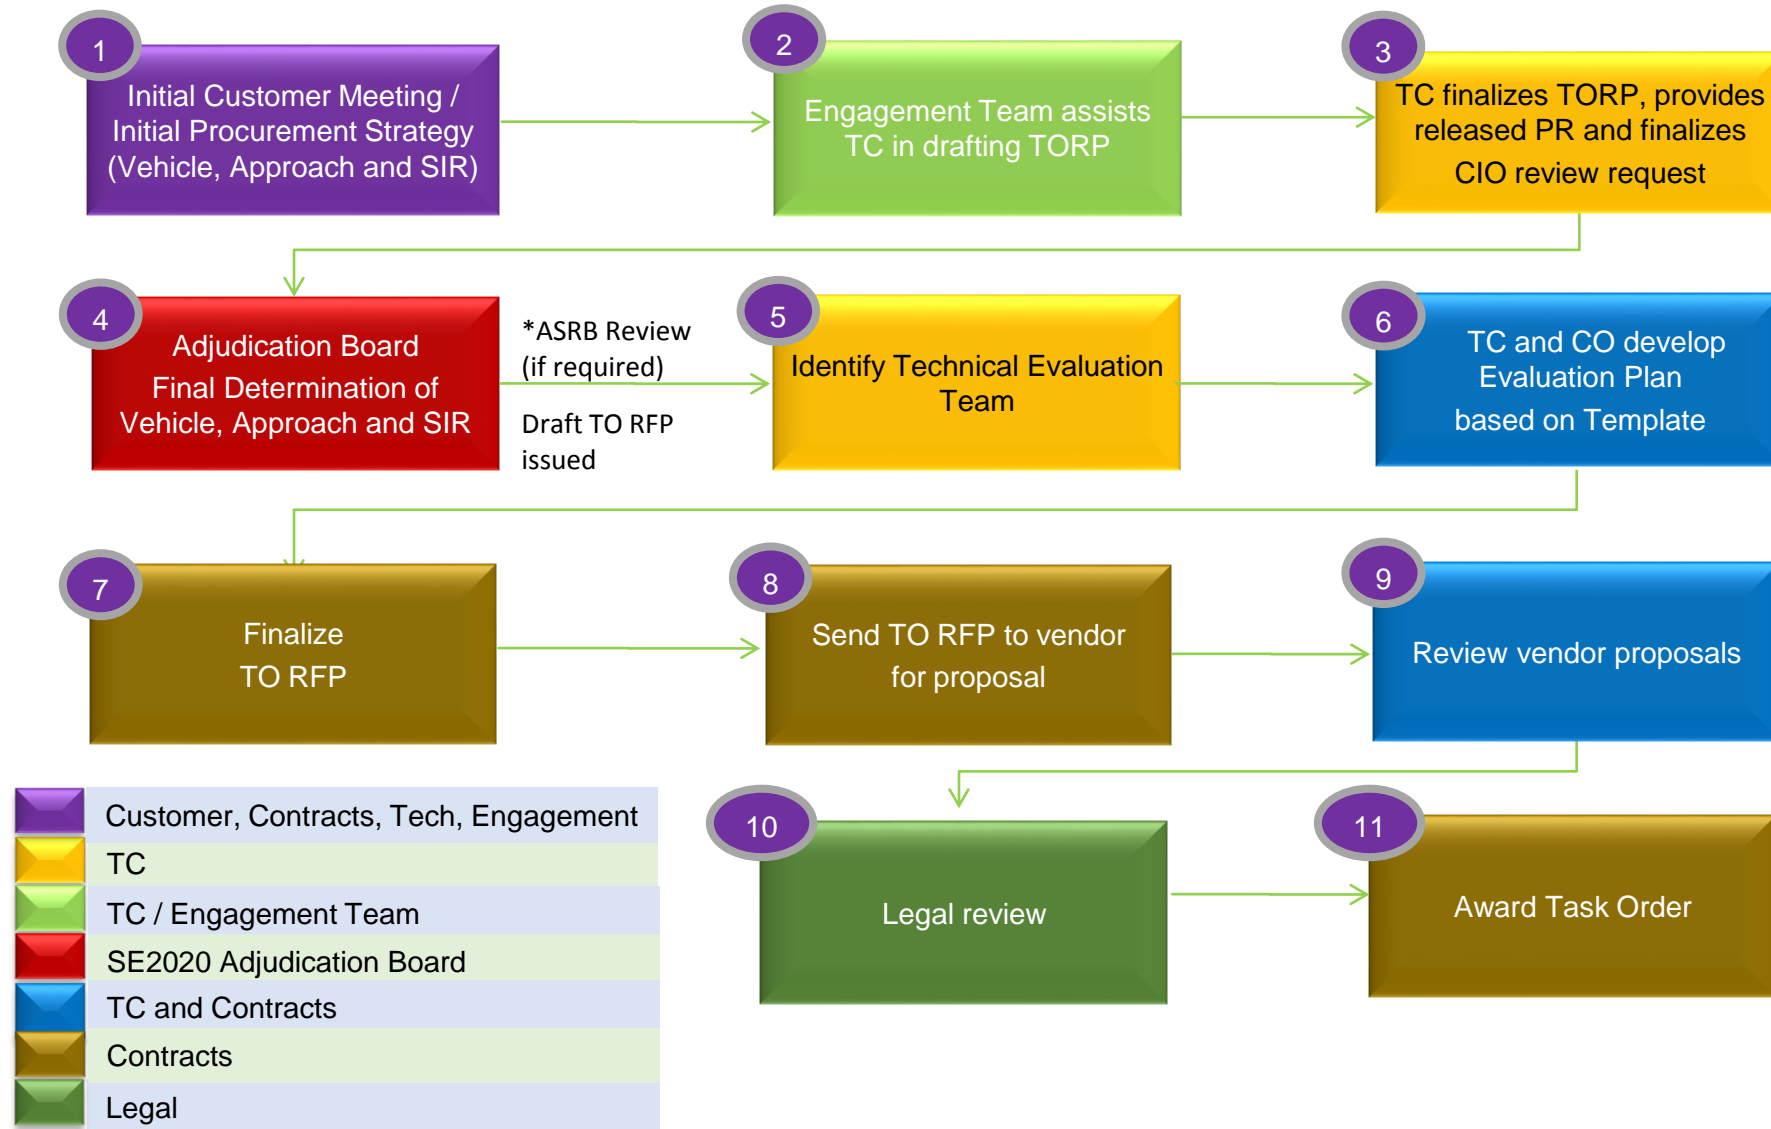 1
Initial Customer Meeting /
Initial Procurement Strategy
(Vehicle, Approach and SIR)
2
Engagement Team assists
TC in drafting TORP
3
TC finalizes TORP, provides
released PR and finalizes
CIO review request
4
Adjudication Board
Final Determination of
Vehicle, Approach and SIR
*ASRB Review
(if required)
Draft TO RFP
issued
5
Identify Technical Evaluation
Team
6
TC and CO develop
Evaluation Plan
based on Template
7
Finalize
TO RFP
8
Send TO RFP to vendor
for proposal
9
Review vendor proposals
10
Legal review
11
Award Task Order
Customer, Contracts, Tech, Engagement
TC
TC / Engagement Team
SE2020 Adjudication Board
TC and Contracts
Contracts
Legal